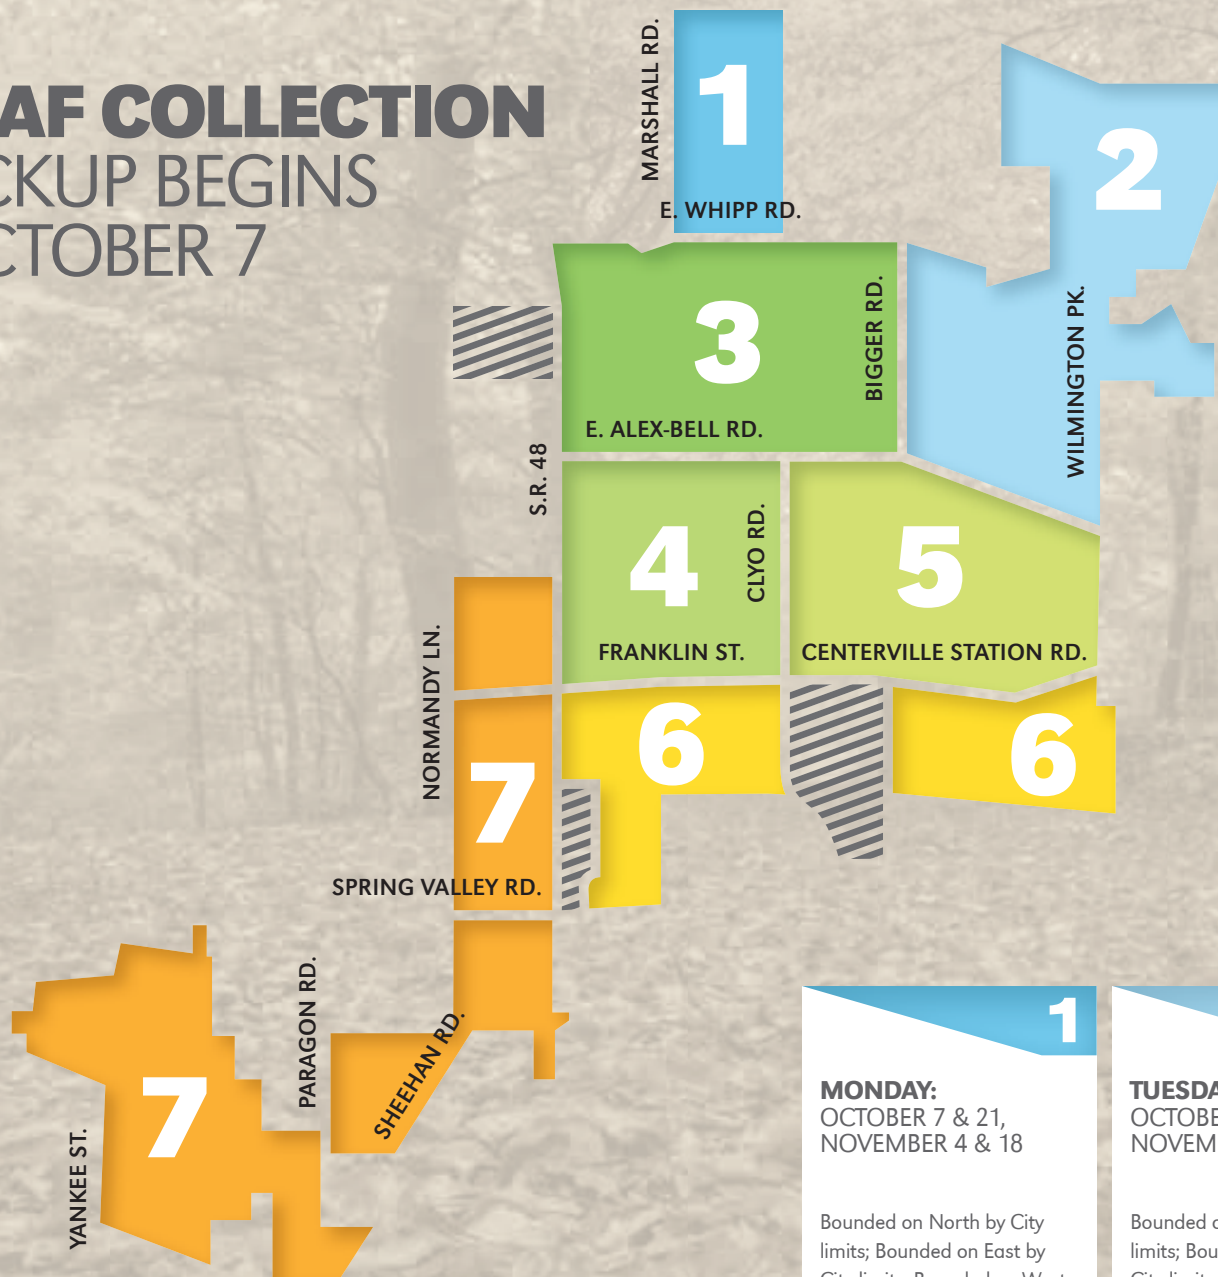 AF COLLECTION
CKUP BEGINS
CTOBER 7
MARSHALL RD.
1
E. WHIPP RD.
2
WILMINGTON PK.
3
BIGGER RD.
E. ALEX-BELL RD.
S.R. 48
4
CLYO RD.
5
FRANKLIN ST.
CENTERVILLE STATION RD.
NORMANDY LN.
6
6
7
SPRING VALLEY RD.
PARAGON RD.
SHEEHAN RD.
7
YANKEE ST.
1
MONDAY:
OCTOBER 7 & 21,
NOVEMBER 4 & 18
Bounded on North by City
limits; Bounded on East by
TUESDA
OCTOBE
NOVEM
Bounded o
limits; Bou